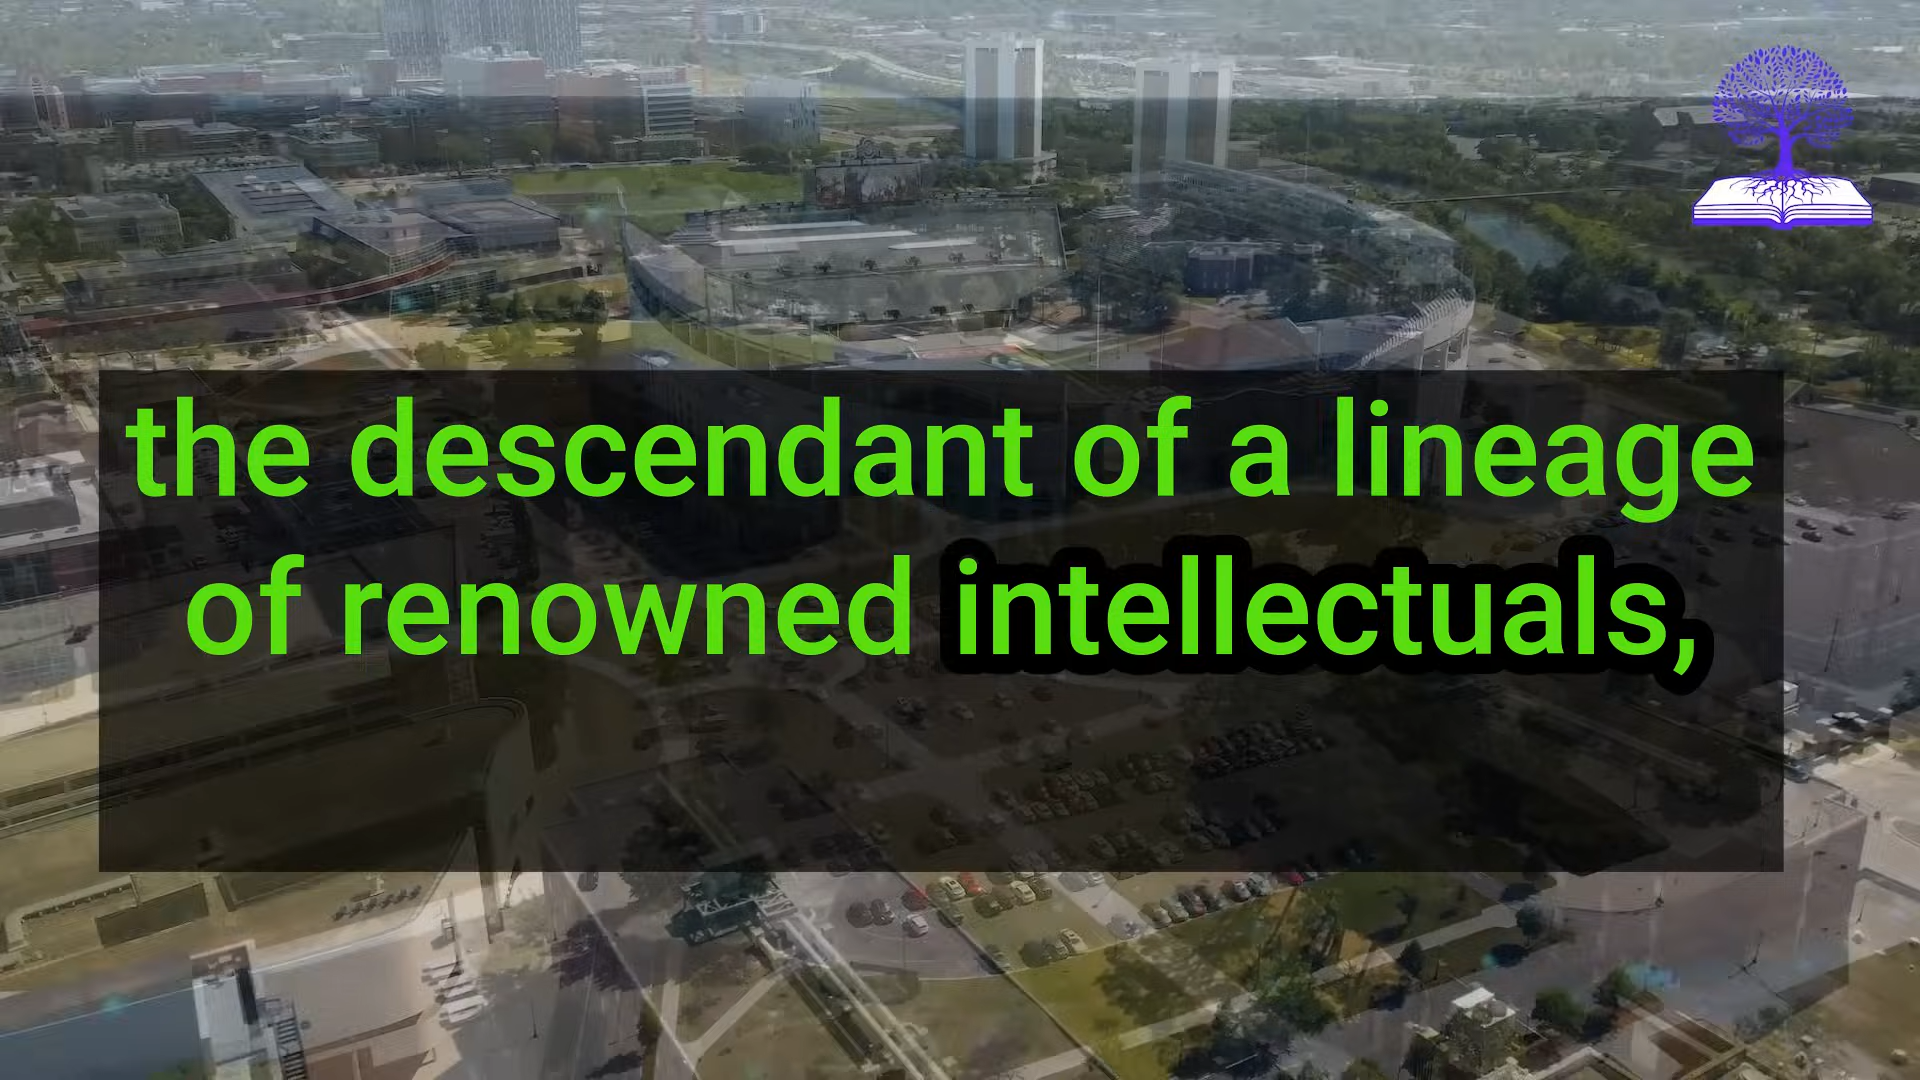 the descendant of a lineage
of renowned intellectuals,